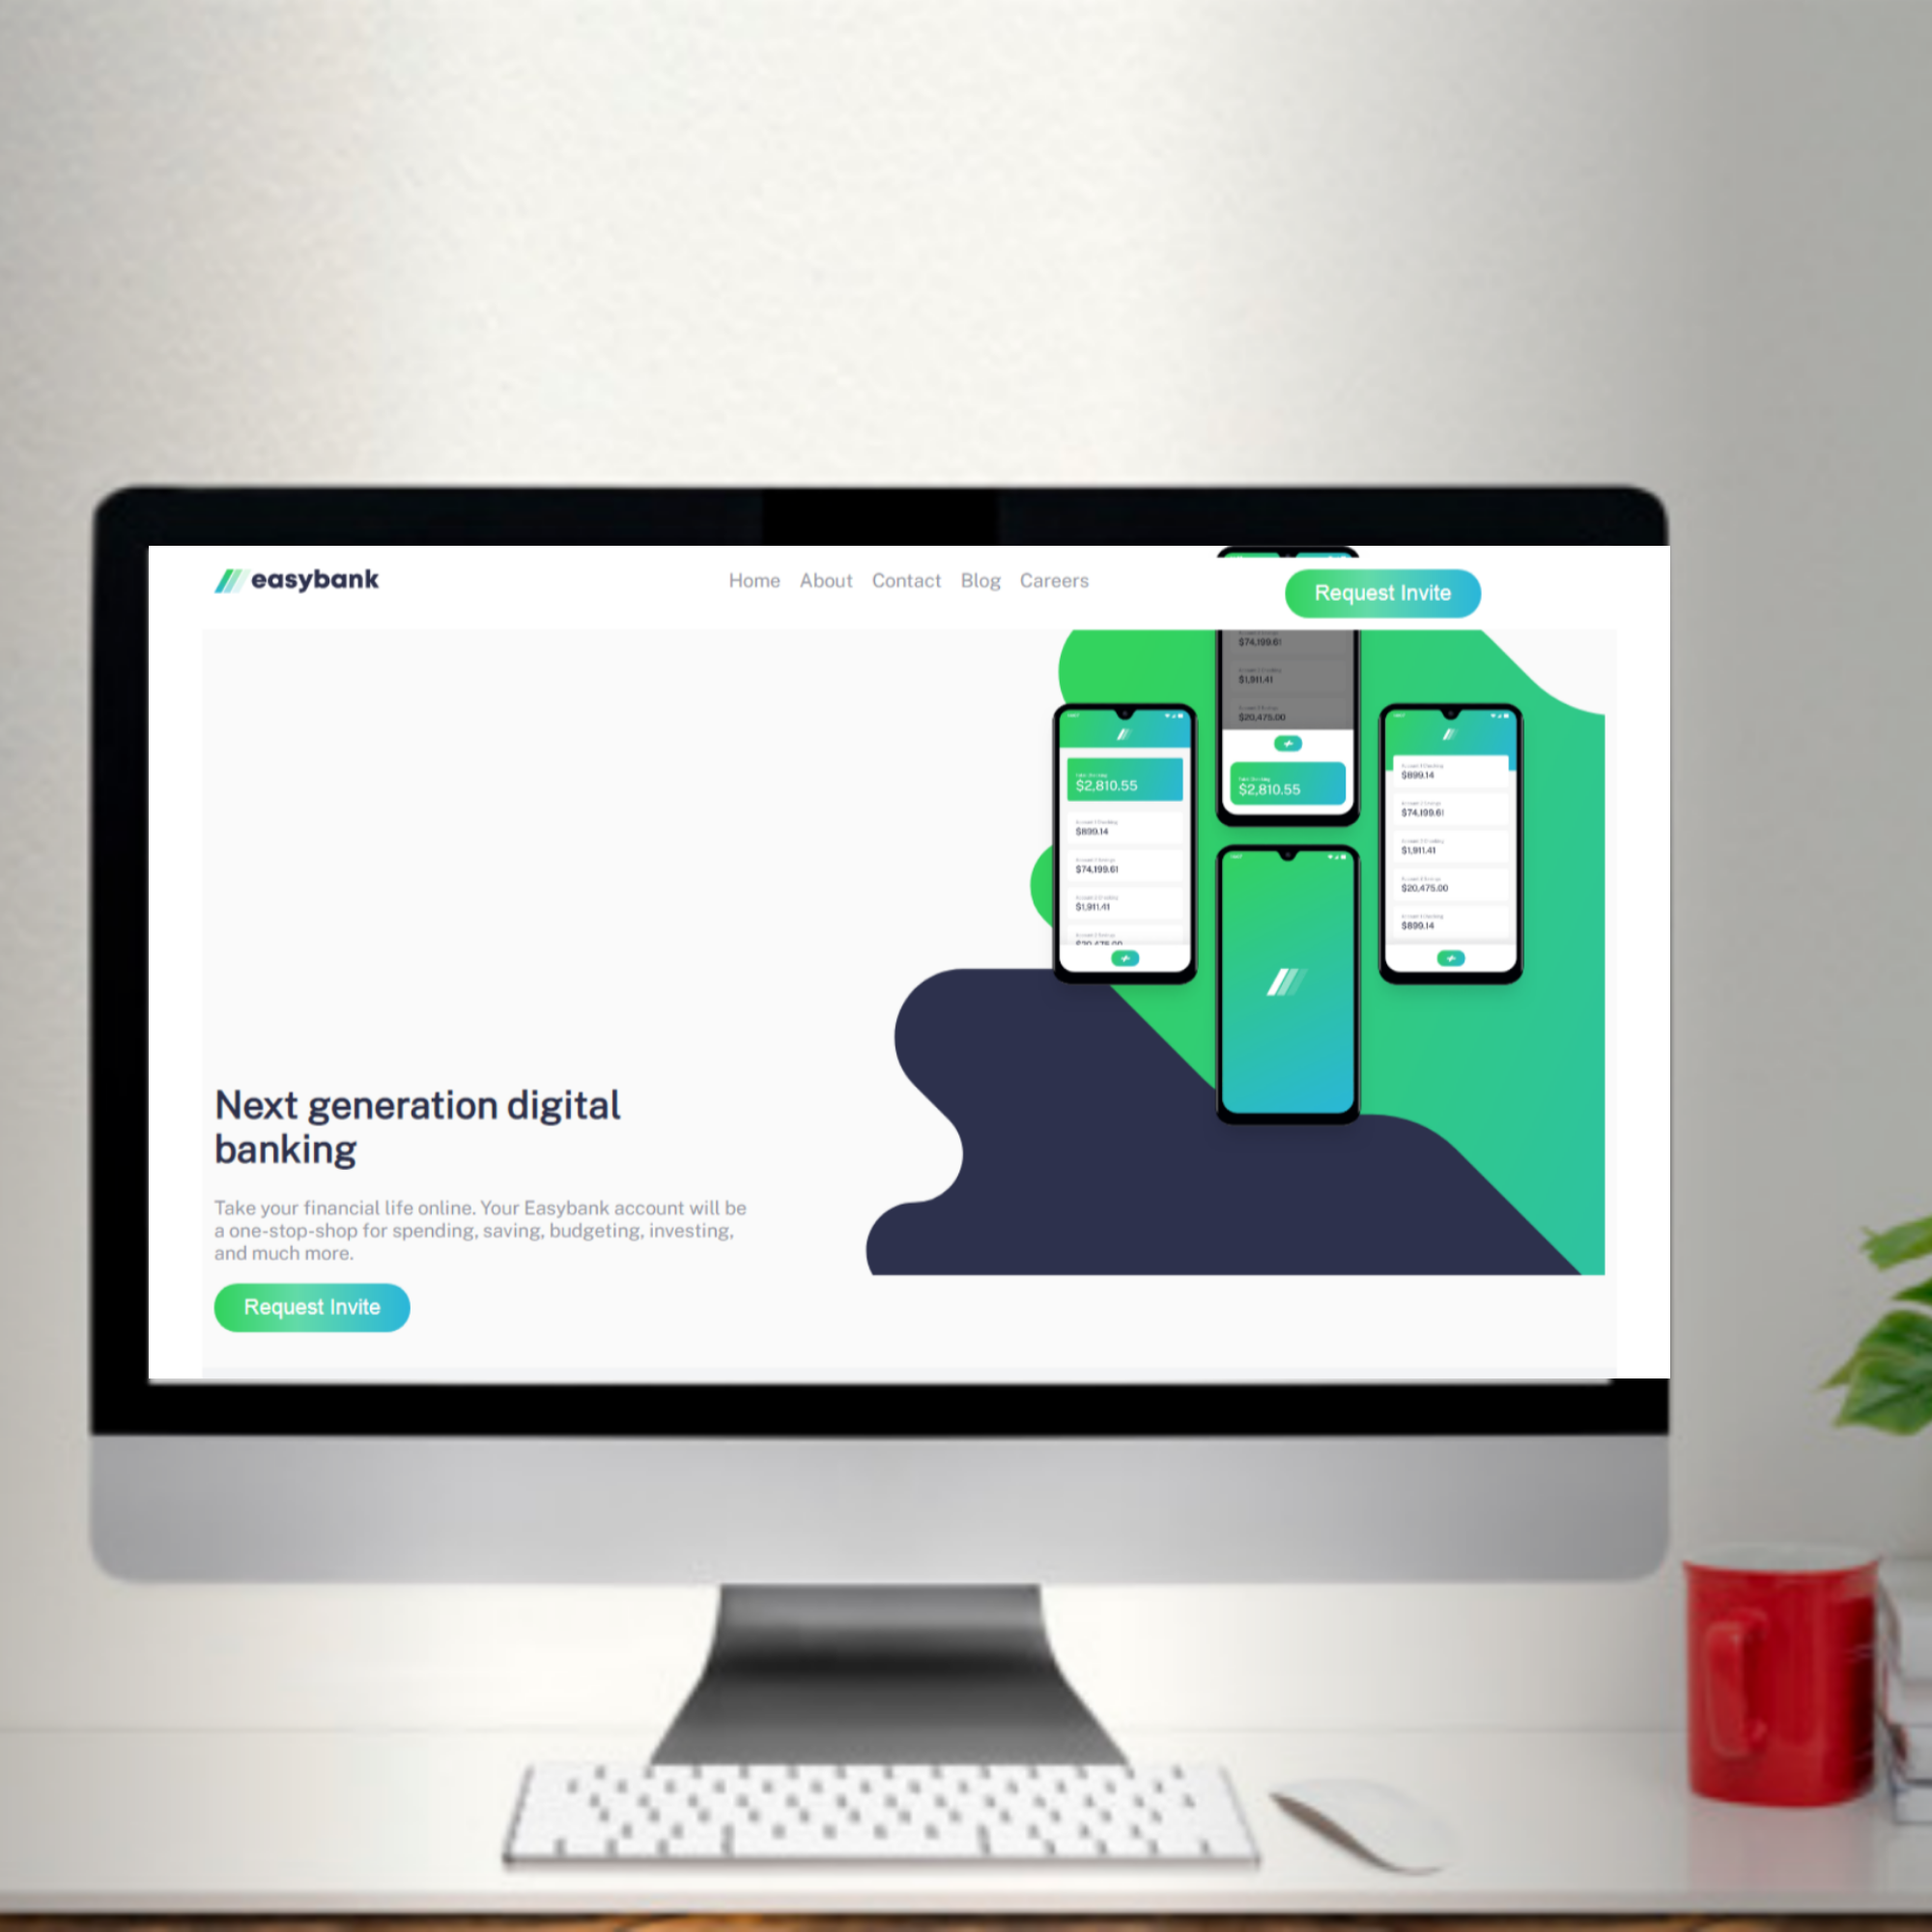 easybank
Home About Contact Blog Careers
Request Invite
$74,199.61
$1,911.41
$20,475.00
$2,810.55
$2,810.55
$899.14
$74,199.61
$1,911.41
$20,475.00
$899.14
$74,199.61
$1,911.41
$20,475.00
$899.14
Next generation digital
banking
Take your financial life online. Your Easybank account will be
a one-stop-shop for spending, saving, budgeting, investing,
and much more.
Request Invite